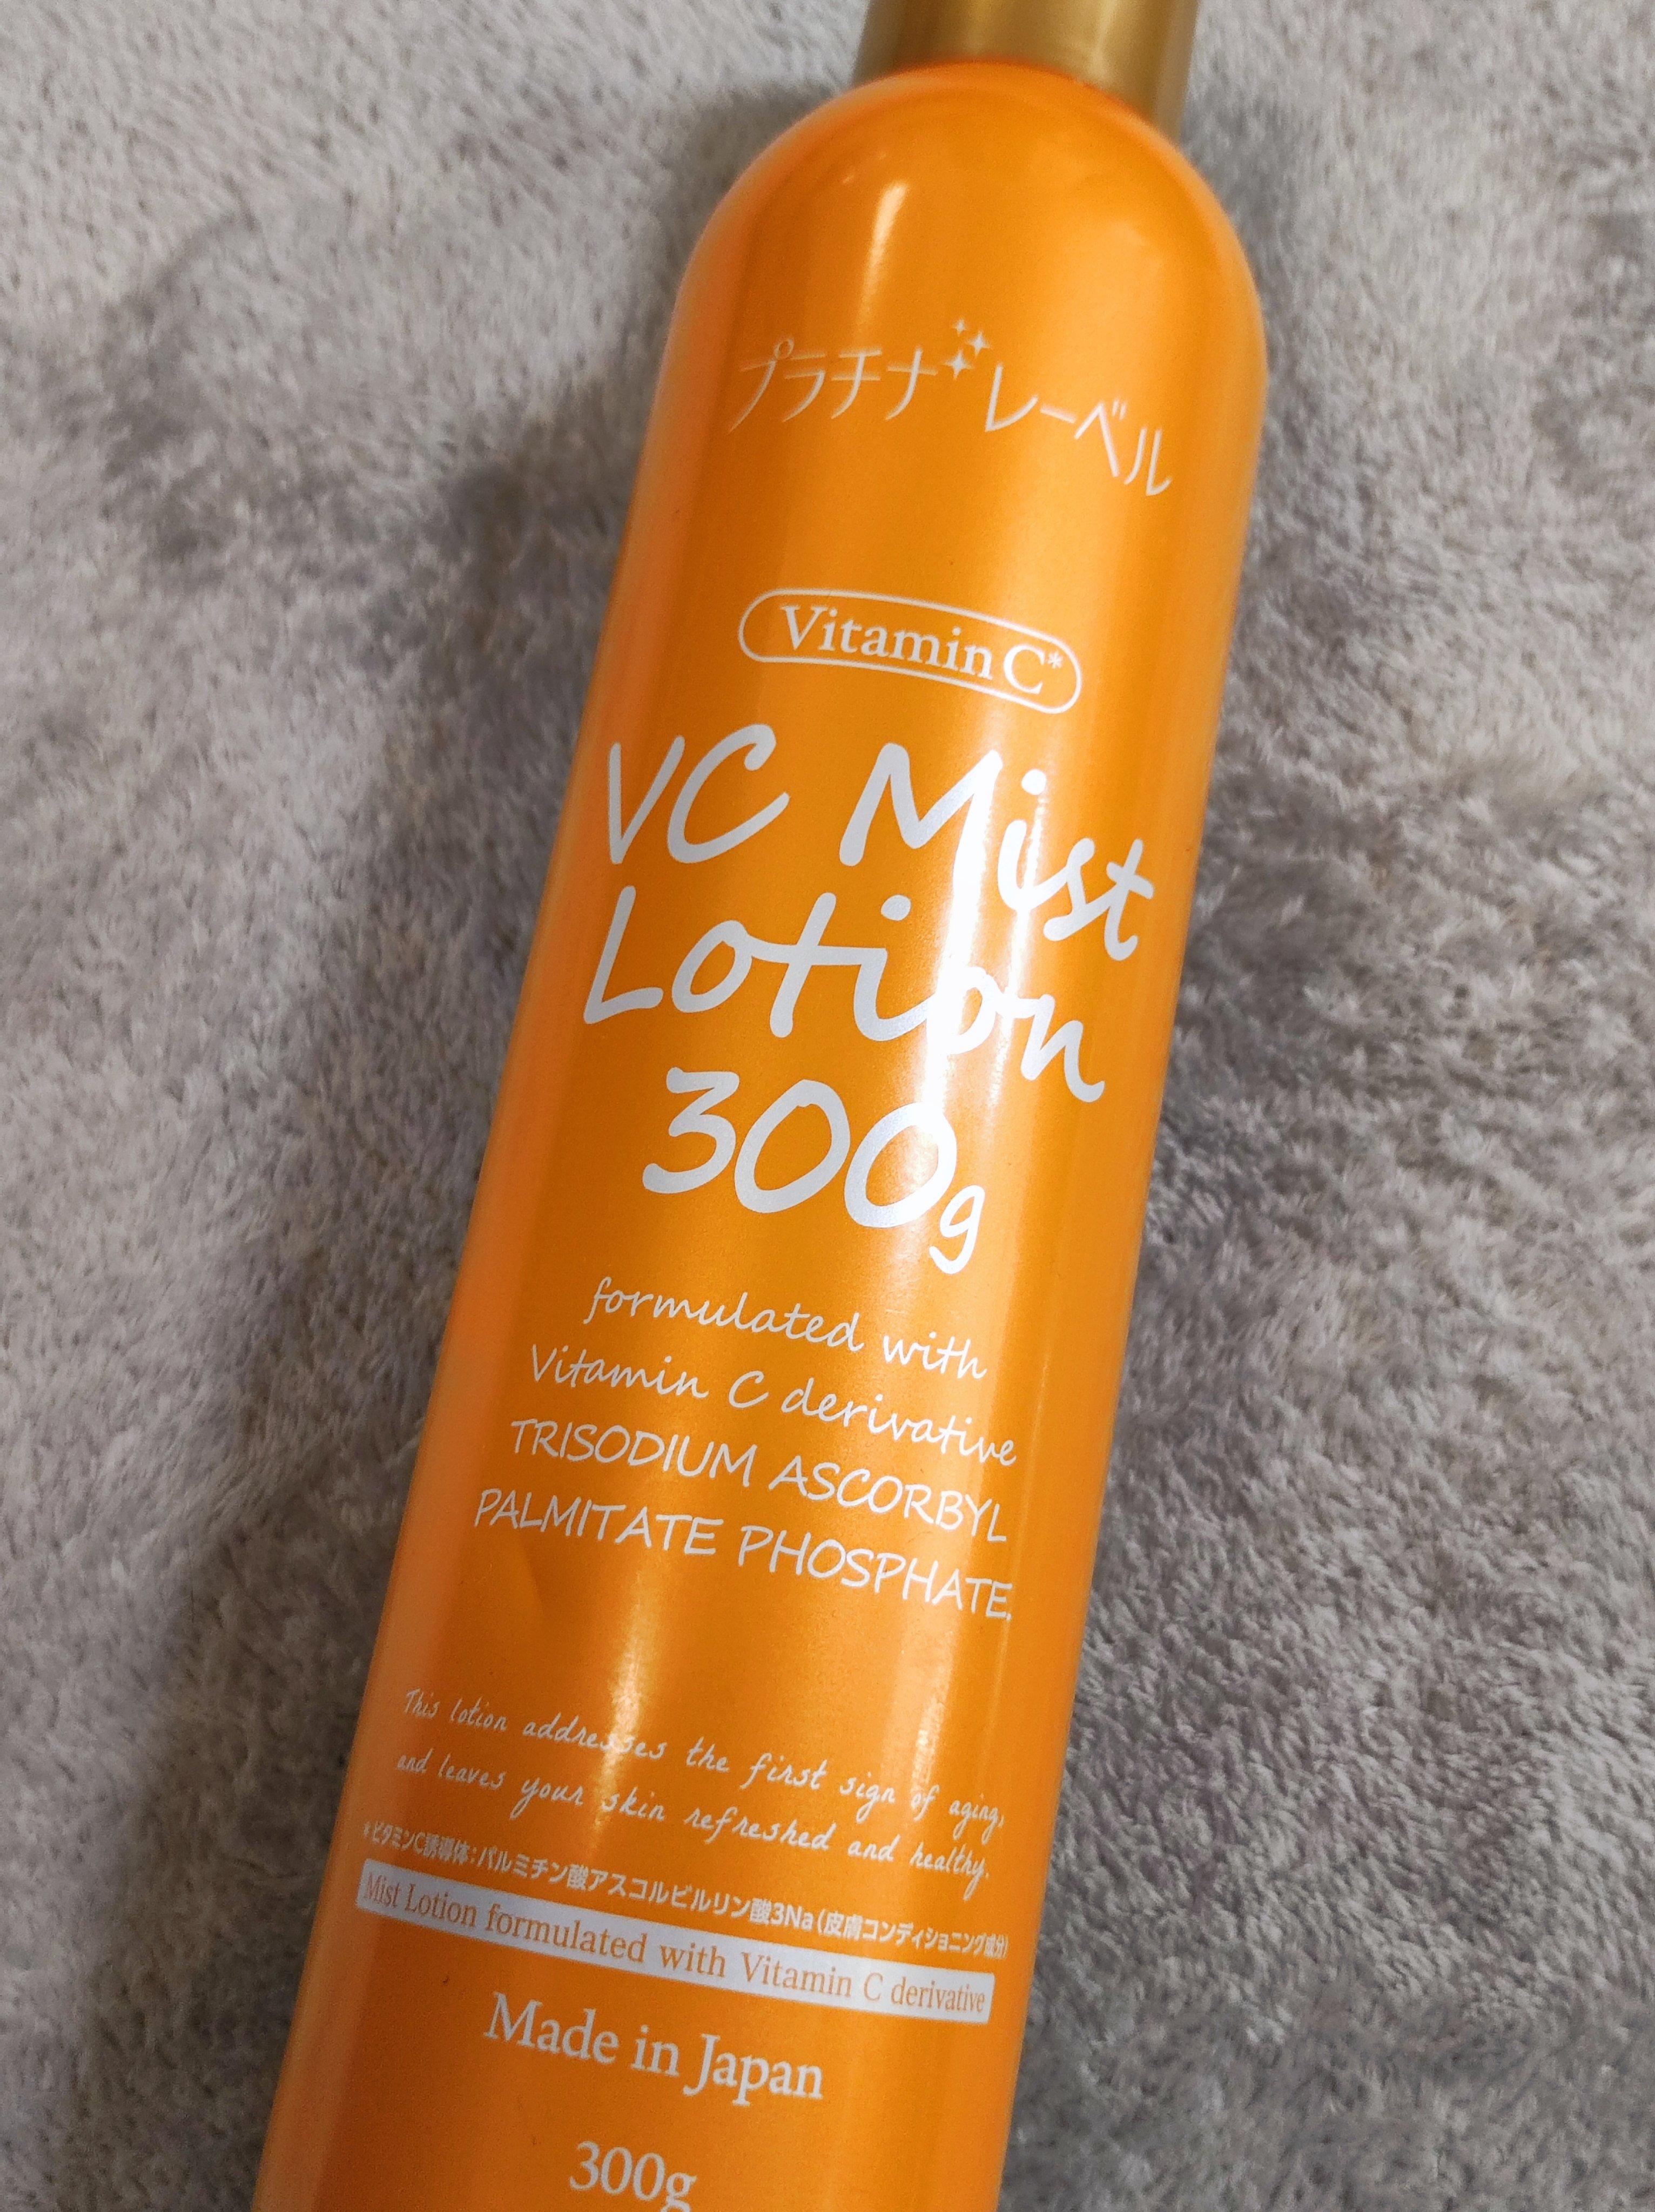 プラチナレーベル
Vitamin C*
VC Mist
Lotion
300g
formulated with
Vitamin C derivative
TRISODIUM ASCORBYL
PALMITATE PHOSPHATE.
This lotion addresses the first sign of aging,
and leaves your skin refreshed and healthy.
*ビタミンC誘導体：パルミチン酸アスコルビルリン酸3Na（皮膚コンディショニング成分）
Mist Lotion formulated with Vitamin C derivative
Made in Japan
300g